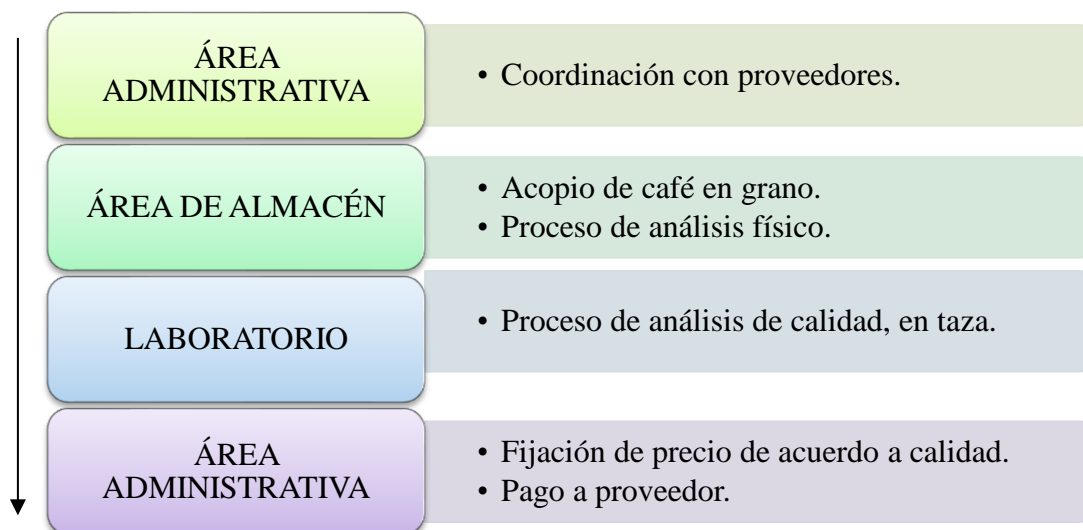 ÁREA
ADMINISTRATIVA
• Coordinación con proveedores.
ÁREA DE ALMACÉN
• Acopio de café en grano.
• Proceso de análisis físico.
LABORATORIO
• Proceso de análisis de calidad, en taza.
ÁREA
ADMINISTRATIVA
• Fijación de precio de acuerdo a calidad.
• Pago a proveedor.